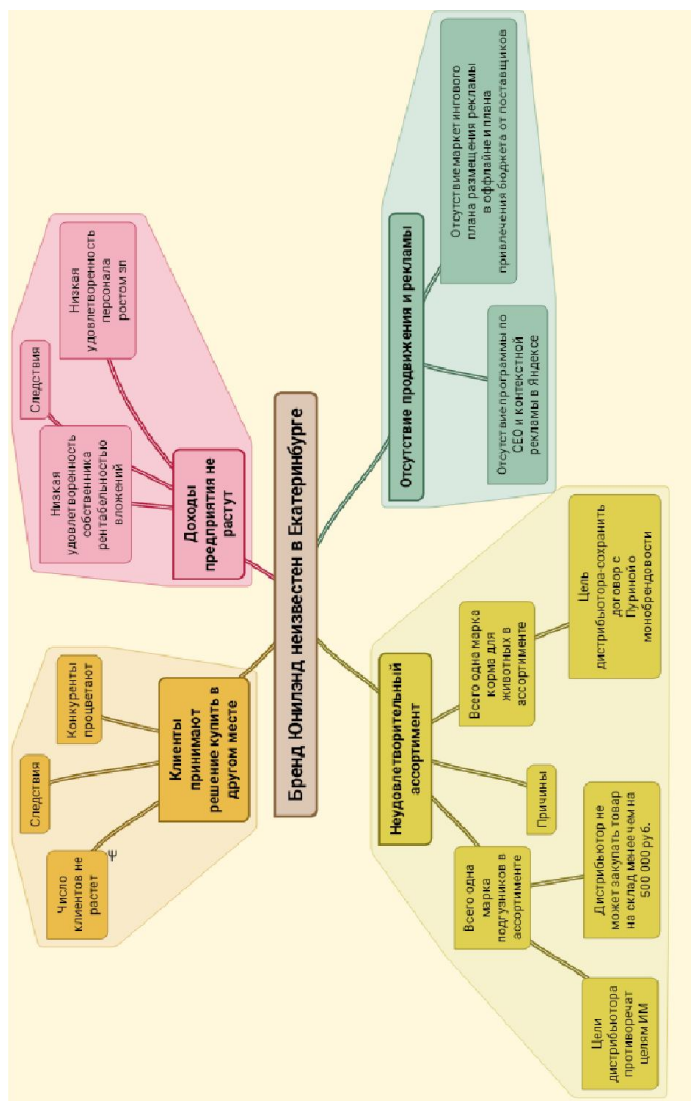 Следствия
Число
клиентов не
растет
Конкуренты
процветают
Клиенты
принимают
решение купить в
другом месте
Следствия
Низкая
удовлетворенность
собственника
рентабельностью
вложений
Низкая
удовлетворенность
персонала
ростом зп
Доходы
предприятия не
растут
Бренд Юнилэнд неизвестен в Екатеринбурге
Неудовлетворительный
ассортимент
Всего одна
марка
подгузников в
ассортименте
Причины
Всего одна марка
корма для
животных в
ассортименте
Цели
дистрибьютора
противоречат
целям ИМ
Дистрибьютор не
может закупать товар
на склад менее чем на
500 000 руб.
Цель
дистрибьютора-сохранить
договор с
Пуриной о
монобрендовости
Отсутствие продвижения и рекламы
Отсутствие программы по
СЕО и контекстной
рекламы в Яндексе
Отсутствие маркетингового
плана размещения рекламы
в оффлайне и плана
привлечения бюджета от поставщиков